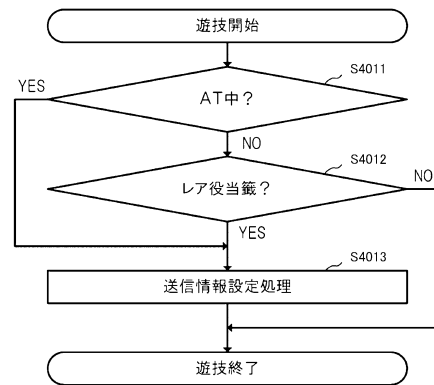 遊技開始
S4011
YES
AT中？
NO
S4012
レア役当籤？
NO
YES
S4013
送信情報設定処理
遊技終了